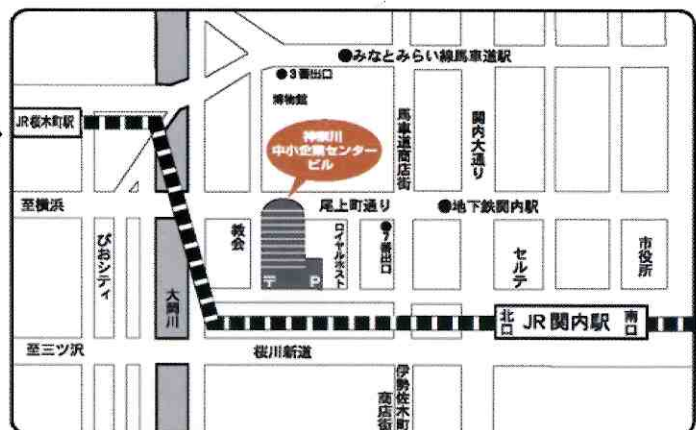 ●みなとみらい線馬車道駅
●3番出口
博物館
JR桜木町駅
神奈川
中小企業センター
ビル
馬車道商店街
関内大通り
至横浜
尾上町通り
●地下鉄関内駅
ぴおシティ
教会
ロイヤルホスト
●7番出口
セルテ
市役所
大岡川
〒
P
北口
JR関内駅
南口
至三ツ沢
桜川新道
伊勢佐木町
商店街